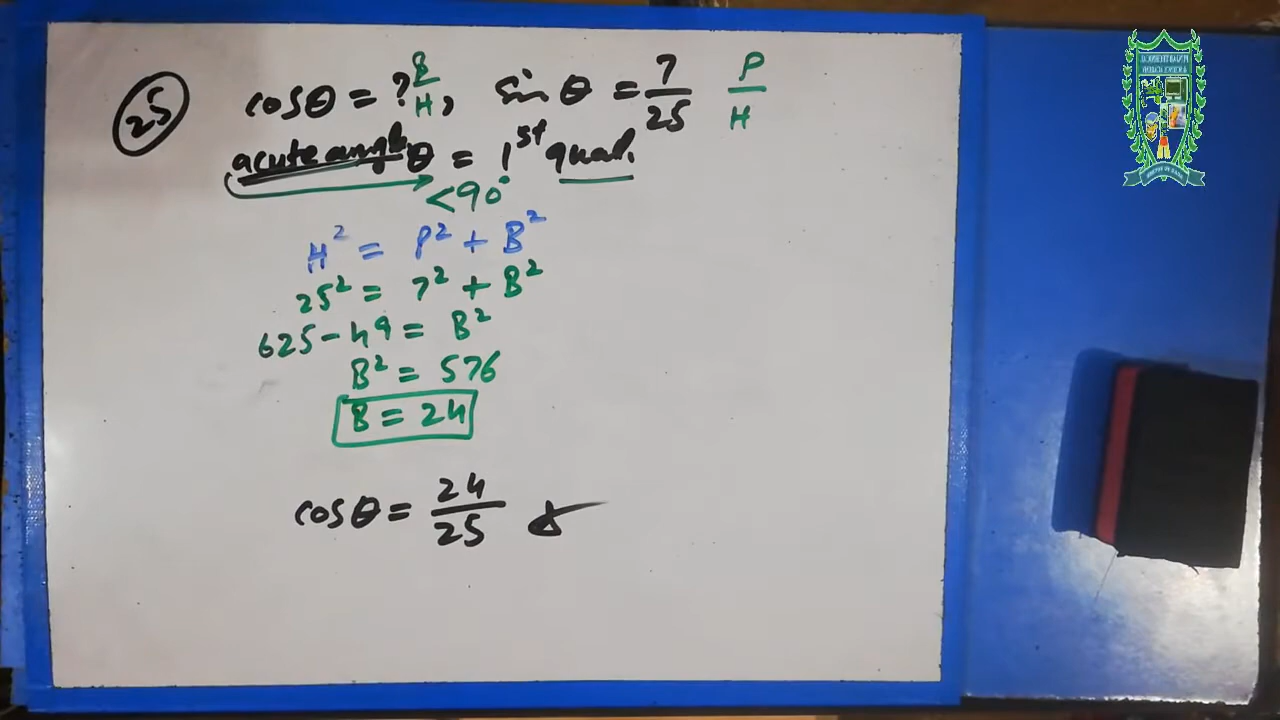 25
cosθ = ? B/H, sinθ = 7/25 P/H
acute angle θ = 1st quad.
<90°
H² = P² + B²
25² = 7² + B²
625 - 49 = B²
B² = 576
B = 24
cosθ = 24/25